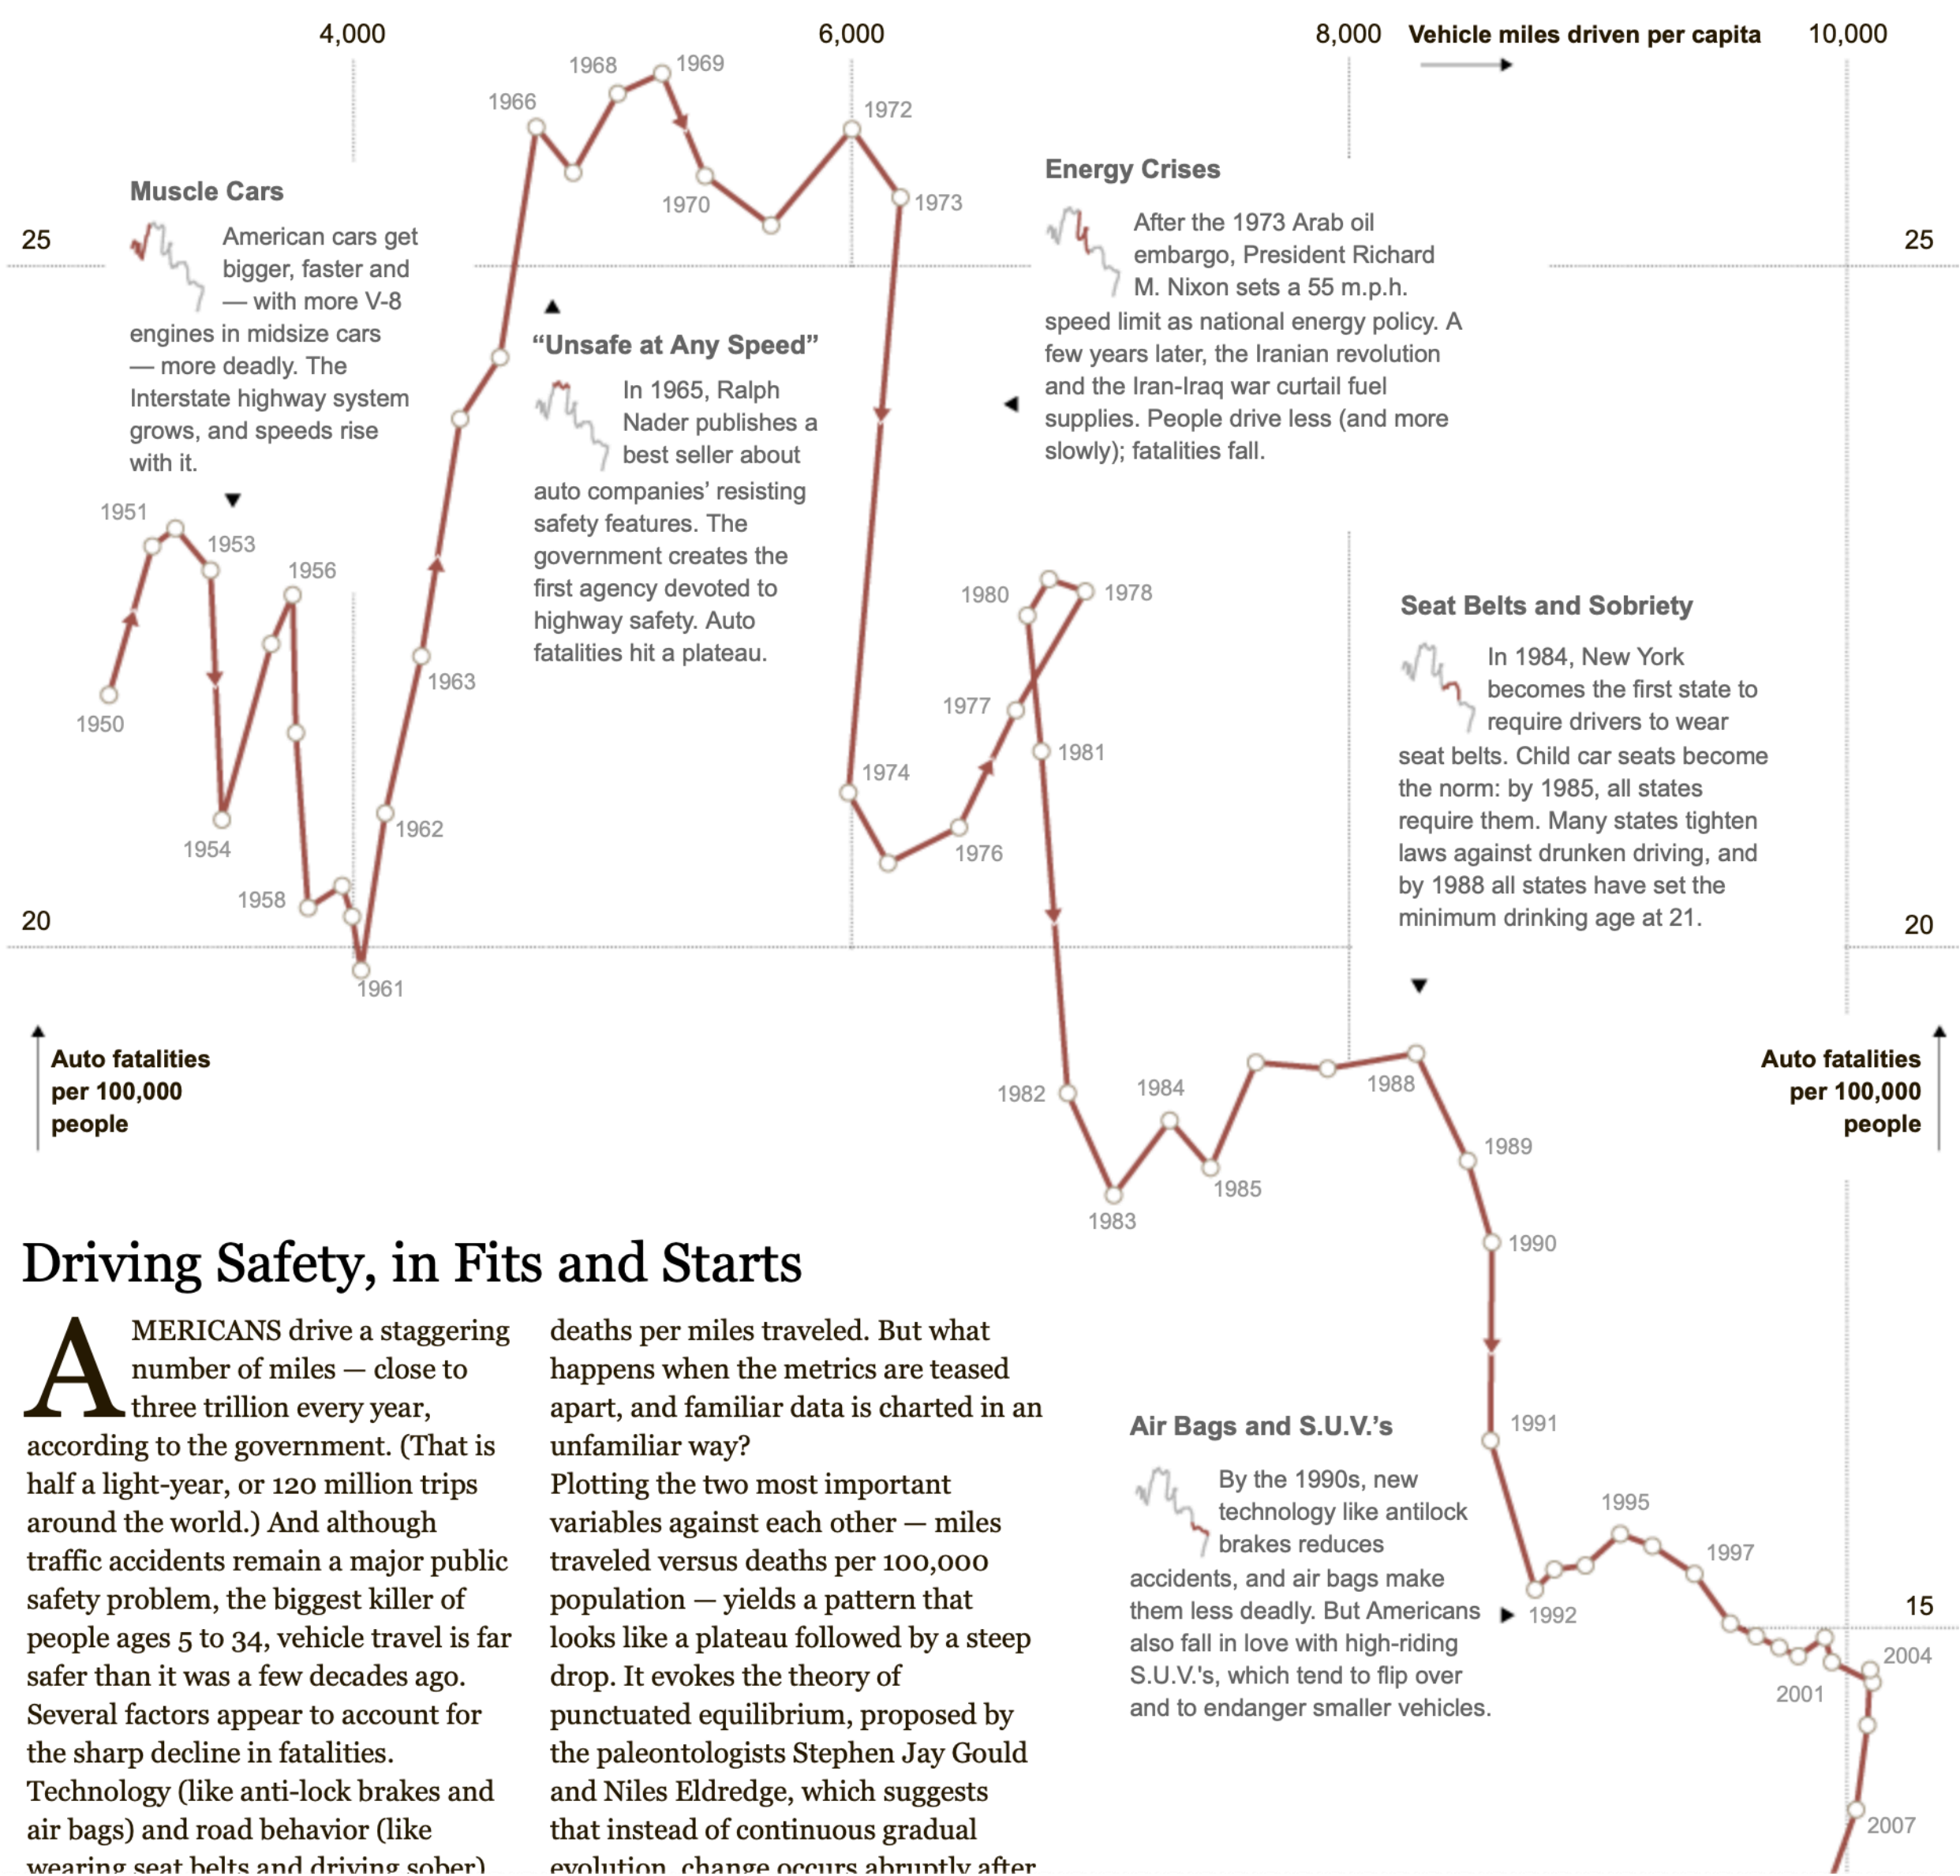 4,000
6,000
8,000
Vehicle miles driven per capita
10,000
1966
1968
1969
1972
1970
1973
25
25
Muscle Cars
American cars get
bigger, faster and
— with more V-8
engines in midsize cars
— more deadly. The
Interstate highway system
grows, and speeds rise
with it.
“Unsafe at Any Speed”
In 1965, Ralph
Nader publishes a
best seller about
auto companies’ resisting
safety features. The
government creates the
first agency devoted to
highway safety. Auto
fatalities hit a plateau.
Energy Crises
After the 1973 Arab oil
embargo, President Richard
M. Nixon sets a 55 m.p.h.
speed limit as national energy policy. A
few years later, the Iranian revolution
and the Iran-Iraq war curtail fuel
supplies. People drive less (and more
slowly); fatalities fall.
1951
1953
1956
1950
1954
1958
1963
1962
1961
1980
1978
1977
1981
1974
1976
Seat Belts and Sobriety
In 1984, New York
becomes the first state to
require drivers to wear
seat belts. Child car seats become
the norm: by 1985, all states
require them. Many states tighten
laws against drunken driving, and
by 1988 all states have set the
minimum drinking age at 21.
20
20
Auto fatalities
per 100,000
people
Auto fatalities
per 100,000
people
1982
1984
1988
1983
1985
1989
1990
1991
Driving Safety, in Fits and Starts
AMERICANS drive a staggering
number of miles — close to
three trillion every year,
according to the government. (That is
half a light-year, or 120 million trips
around the world.) And although
traffic accidents remain a major public
safety problem, the biggest killer of
people ages 5 to 34, vehicle travel is far
safer than it was a few decades ago.
Several factors appear to account for
the sharp decline in fatalities.
Technology (like anti-lock brakes and
air bags) and road behavior (like
wearing seat belts and driving sober)
deaths per miles traveled. But what
happens when the metrics are teased
apart, and familiar data is charted in an
unfamiliar way?
Plotting the two most important
variables against each other — miles
traveled versus deaths per 100,000
population — yields a pattern that
looks like a plateau followed by a steep
drop. It evokes the theory of
punctuated equilibrium, proposed by
the paleontologists Stephen Jay Gould
and Niles Eldredge, which suggests
that instead of continuous gradual
evolution, change occurs abruptly after
Air Bags and S.U.V.’s
By the 1990s, new
technology like antilock
brakes reduces
accidents, and air bags make
them less deadly. But Americans
also fall in love with high-riding
S.U.V.'s, which tend to flip over
and to endanger smaller vehicles.
1995
1997
1992
15
2004
2001
2007